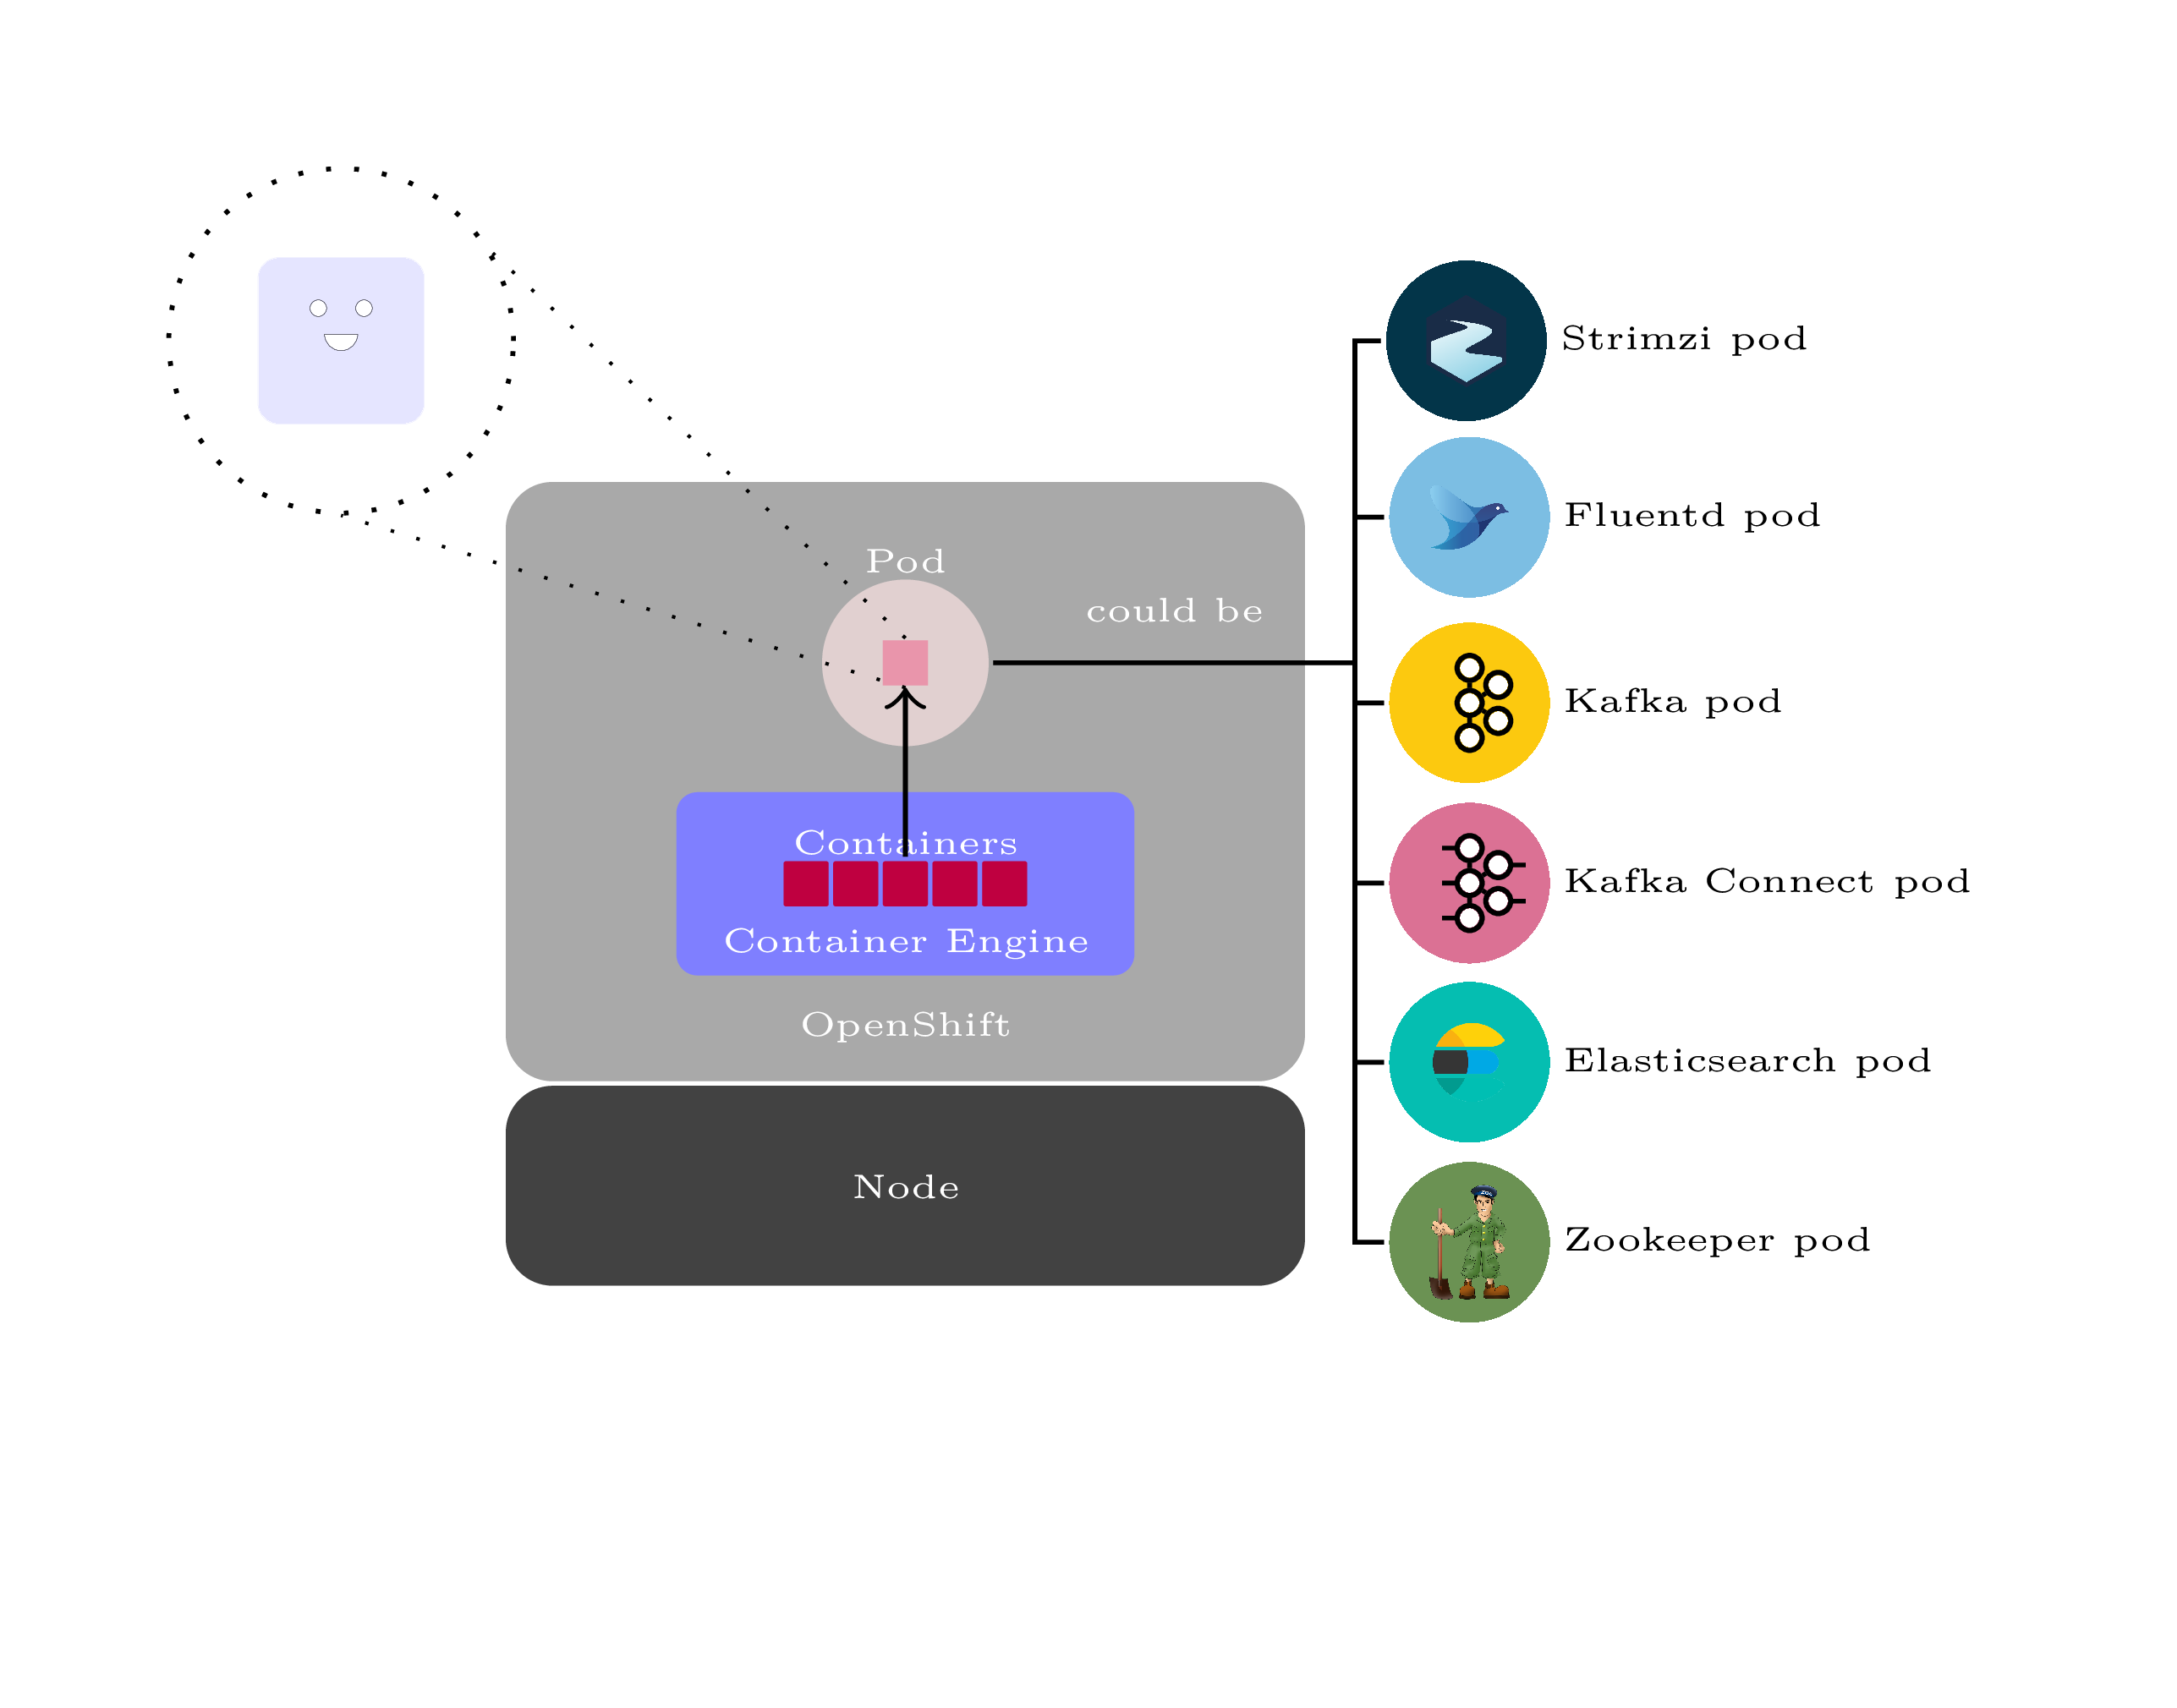 Strimzi pod
Fluentd pod
Pod
could be
Kafka pod
Containers
Kafka Connect pod
Container Engine
OpenShift
Elasticsearch pod
Node
Zookeeper pod
ZOO